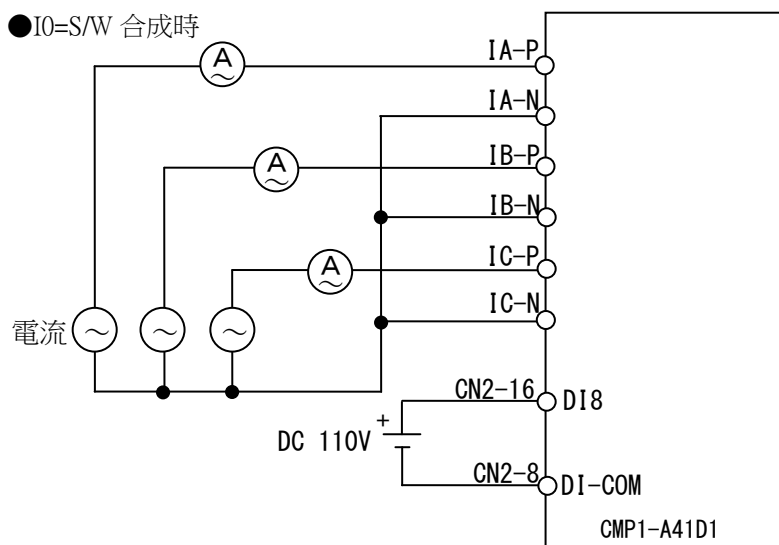 ●I0=S/W 合成時
A
IA-P
IA-N
A
IB-P
IB-N
A
IC-P
IC-N
電流
CN2-16
DI8
+
DC 110V
CN2-8
DI-COM
CMP1-A41D1